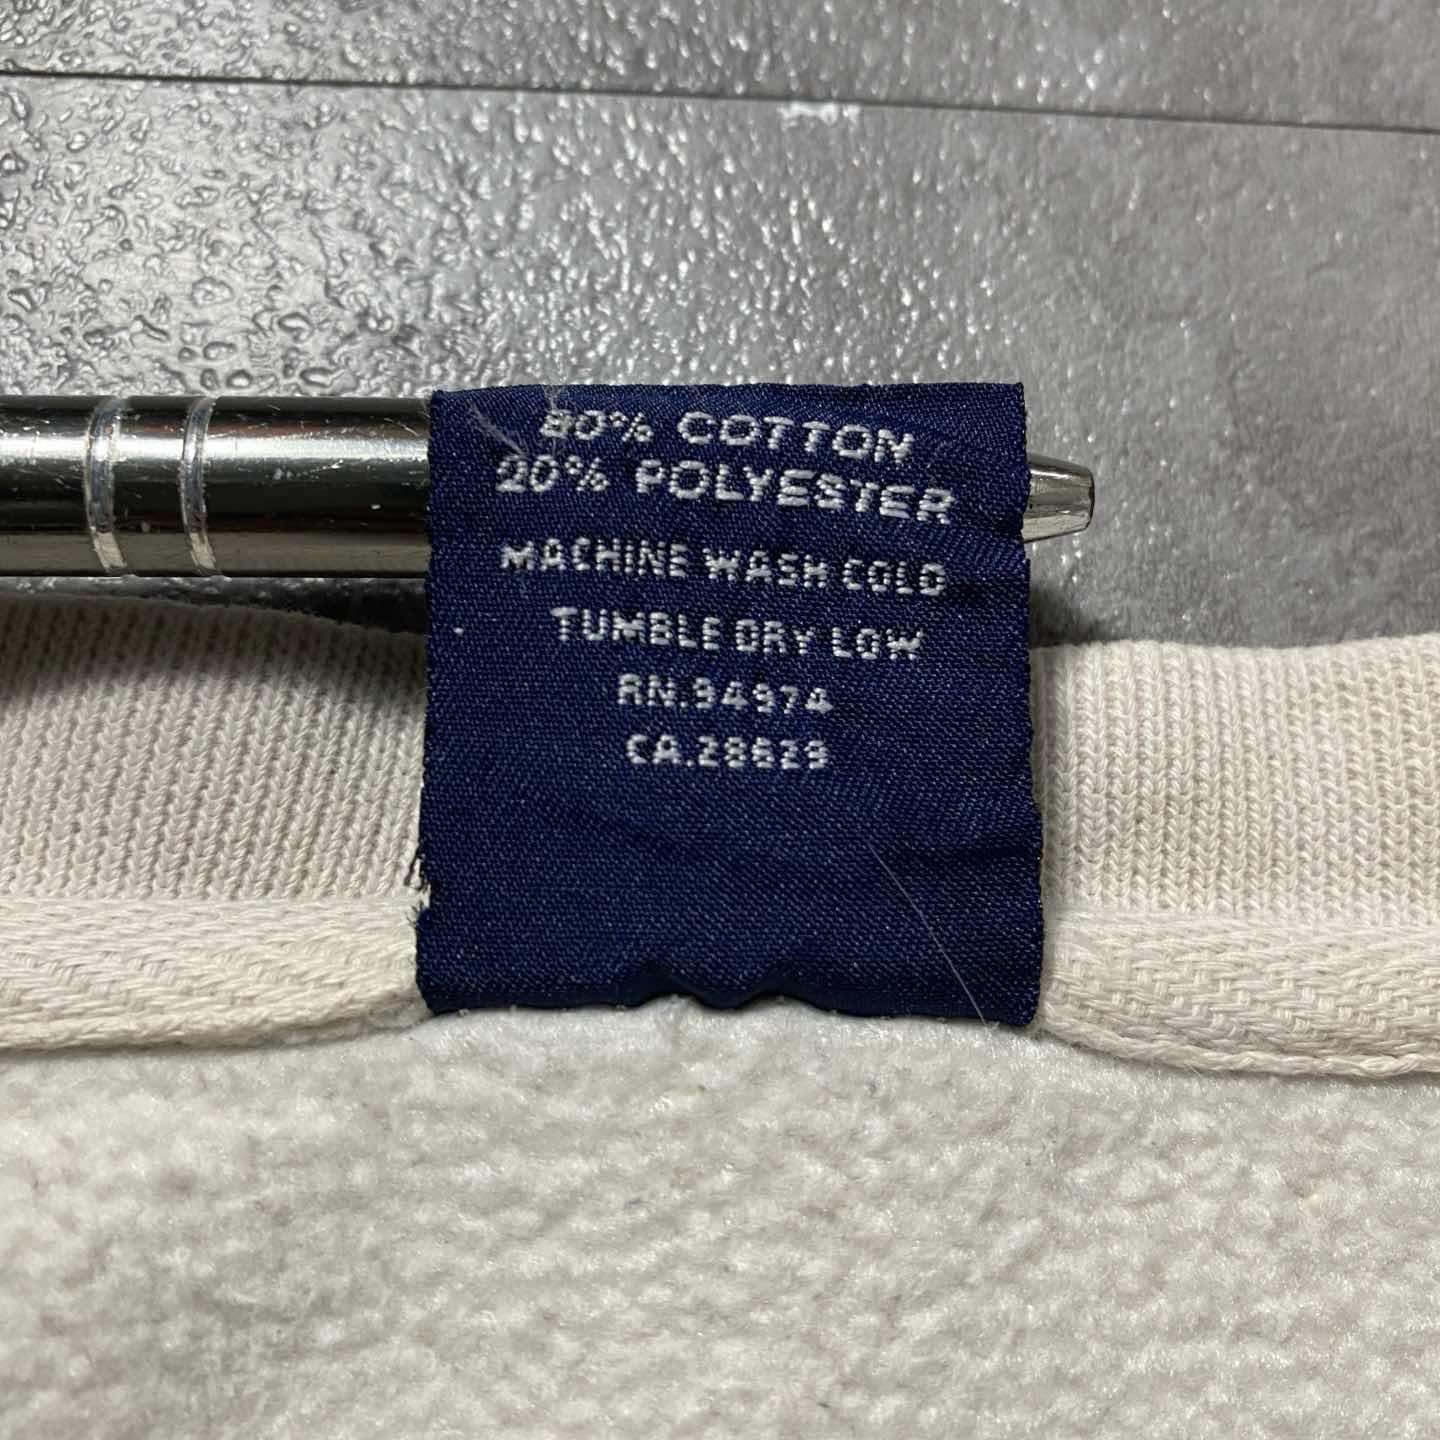 80% COTTON
20% POLYESTER
MACHINE WASH COLD
TUMBLE DRY LOW
RN.94974
CA.28629